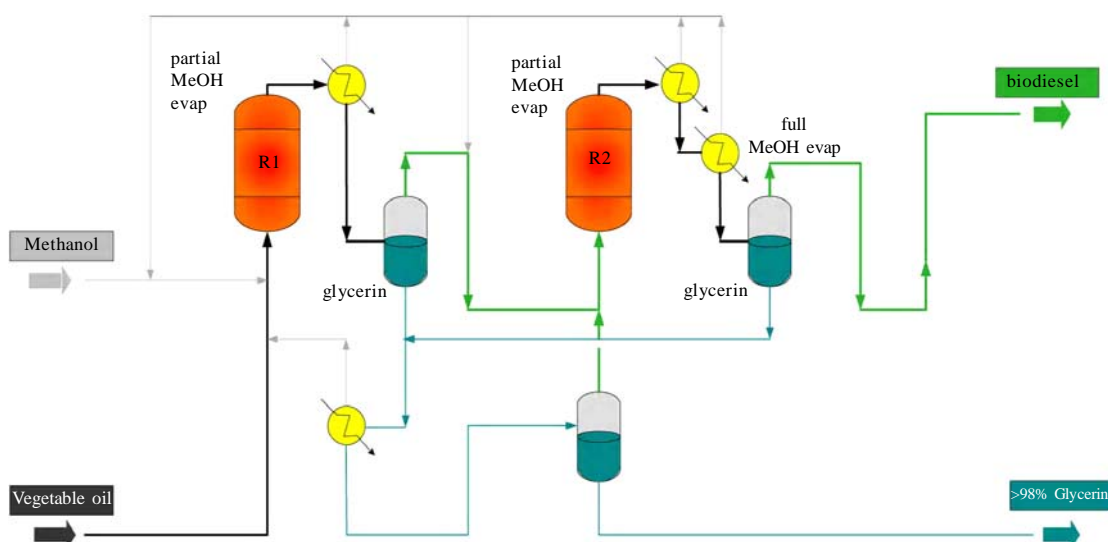 partial
MeOH
evap
partial
MeOH
evap
biodiesel
full
MeOH evap
R1
R2
Methanol
glycerin
glycerin
Vegetable oil
>98% Glycerin